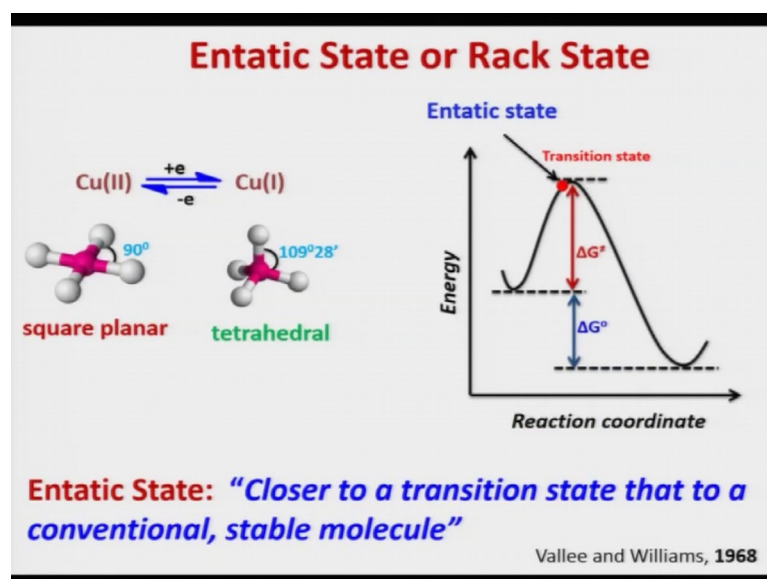 Entatic State or Rack State
Entatic state
Transition state
Cu(II) +e -e Cu(I)
90⁰
109⁰28'
square planar
tetrahedral
Energy
ΔG≠
ΔG⁰
Reaction coordinate
Entatic State: “Closer to a transition state that to a
conventional, stable molecule”
Vallee and Williams, 1968